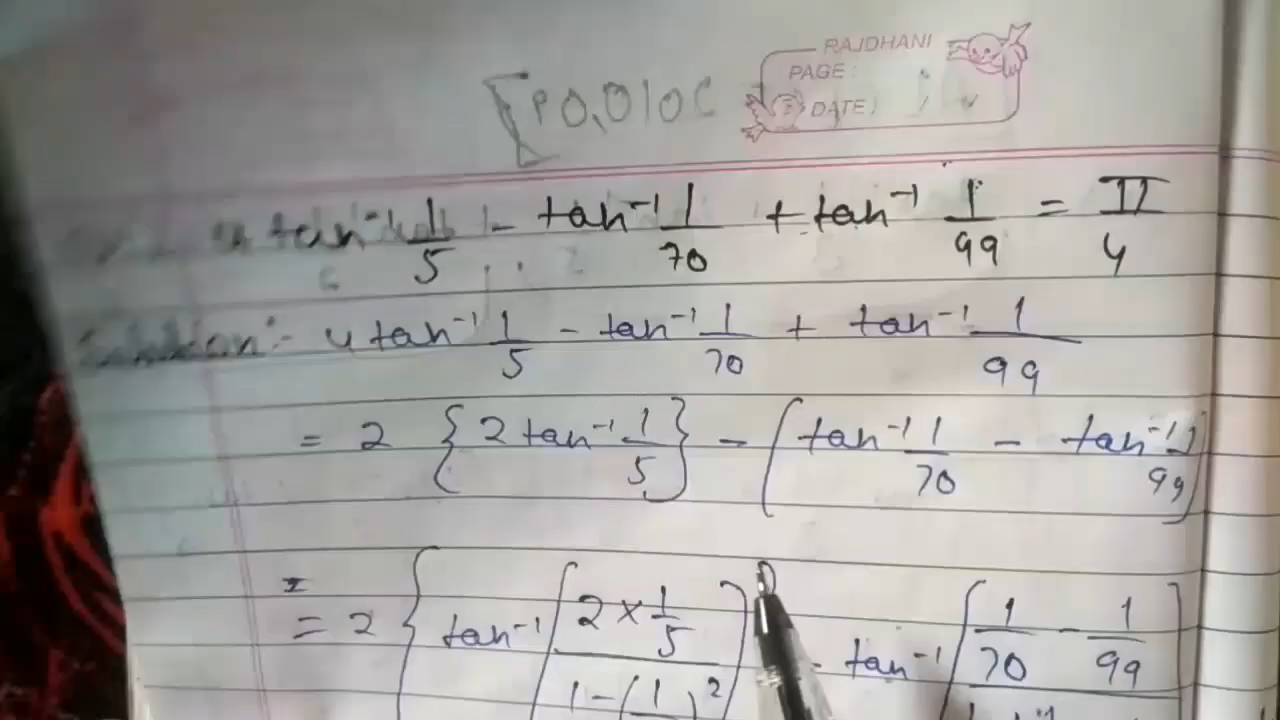 RAJDHANI
PAGE:
DATE: / /
4 tan⁻¹ 1/5 - tan⁻¹ 1/70 + tan⁻¹ 1/99 = π/4
Solution:- 4 tan⁻¹ 1/5 - tan⁻¹ 1/70 + tan⁻¹ 1/99
= 2 {2 tan⁻¹ 1/5} - (tan⁻¹ 1/70 - tan⁻¹ 1/99)
= 2 { tan⁻¹ (2 × 1/5 / 1 - (1 )²) - tan⁻¹ [1/70 - 1/99 /